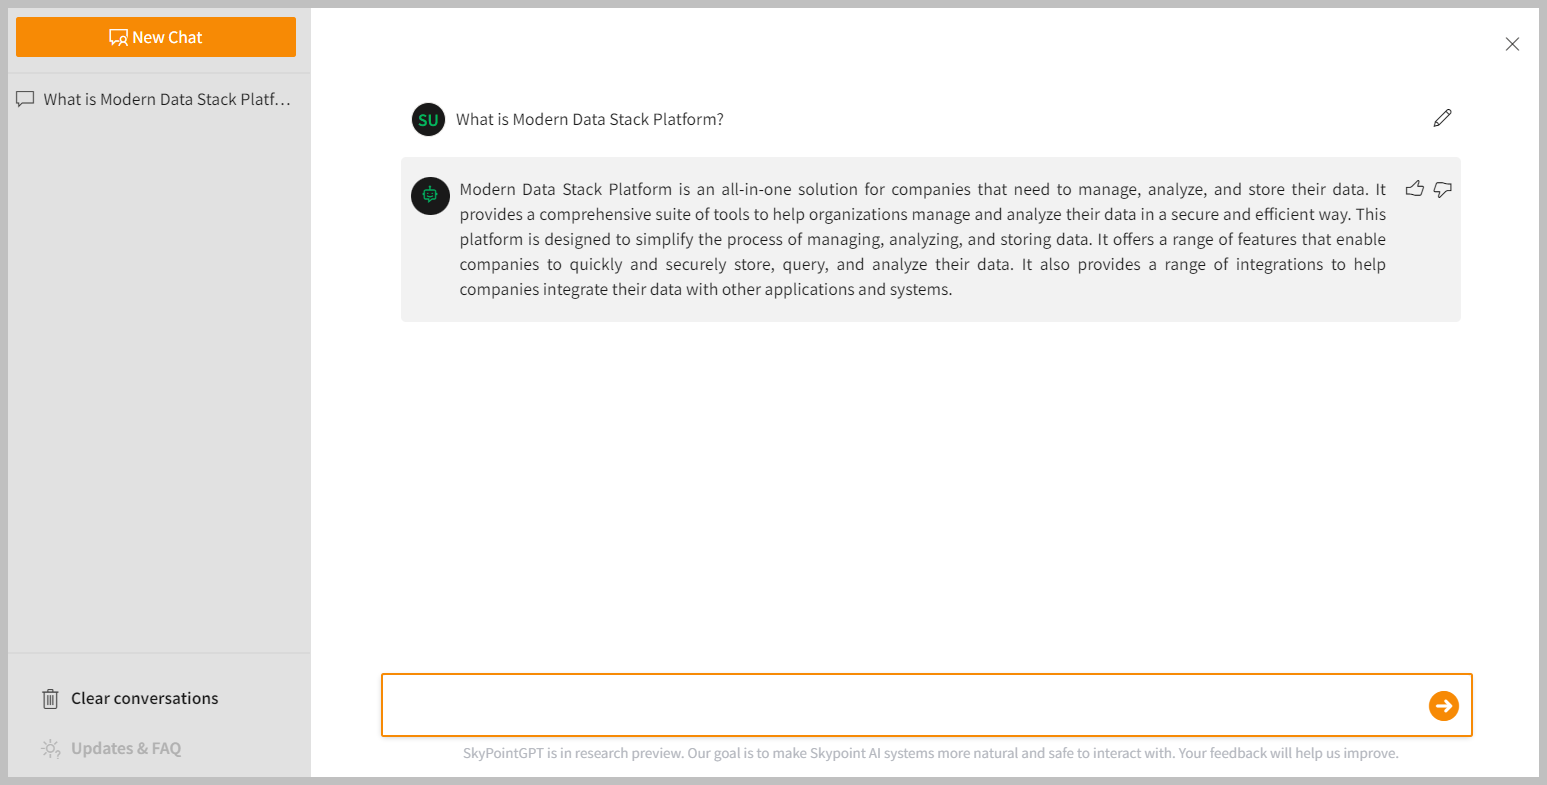 New Chat
What is Modern Data Stack Platf...
Clear conversations
Updates & FAQ
SU
What is Modern Data Stack Platform?
Modern Data Stack Platform is an all-in-one solution for companies that need to manage, analyze, and store their data. It
provides a comprehensive suite of tools to help organizations manage and analyze their data in a secure and efficient way. This
platform is designed to simplify the process of managing, analyzing, and storing data. It offers a range of features that enable
companies to quickly and securely store, query, and analyze their data. It also provides a range of integrations to help
companies integrate their data with other applications and systems.
SkyPointGPT is in research preview. Our goal is to make Skypoint AI systems more natural and safe to interact with. Your feedback will help us improve.